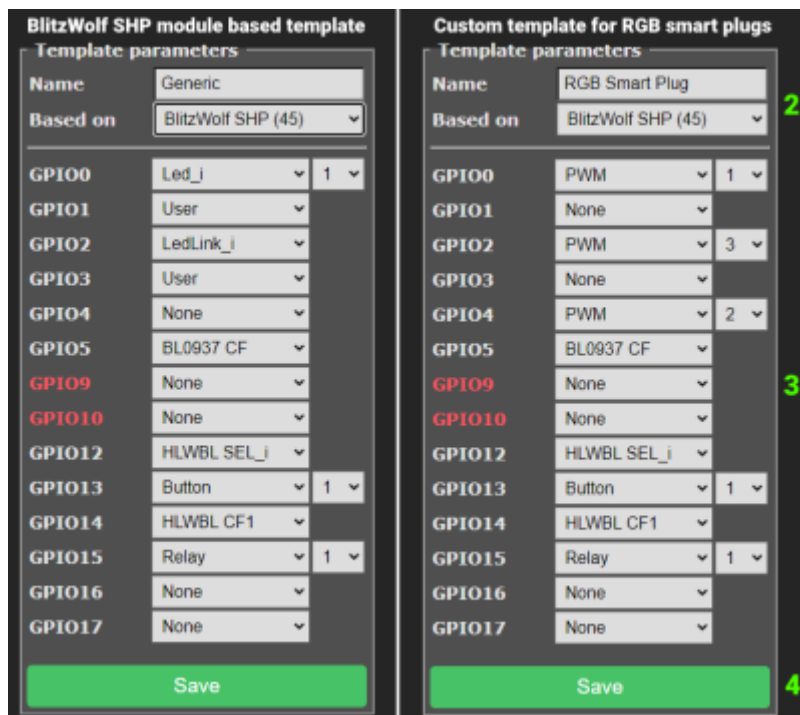 BlitzWolf SHP module based template
Template parameters
Name Generic
Based on BlitzWolf SHP (45)
GPIO0 Led_i 1
GPIO1 User
GPIO2 LedLink_i
GPIO3 User
GPIO4 None
GPIO5 BL0937 CF
GPIO9 None
GPIO10 None
GPIO12 HLWBL SEL_i
GPIO13 Button 1
GPIO14 HLWBL CF1
GPIO15 Relay 1
GPIO16 None
GPIO17 None
Save
Custom template for RGB smart plugs
Template parameters
Name RGB Smart Plug
Based on BlitzWolf SHP (45)
2
GPIO0 PWM 1
GPIO1 None
GPIO2 PWM 3
GPIO3 None
GPIO4 PWM 2
GPIO5 BL0937 CF
GPIO9 None
3
GPIO10 None
GPIO12 HLWBL SEL_i
GPIO13 Button 1
GPIO14 HLWBL CF1
GPIO15 Relay 1
GPIO16 None
GPIO17 None
Save
4